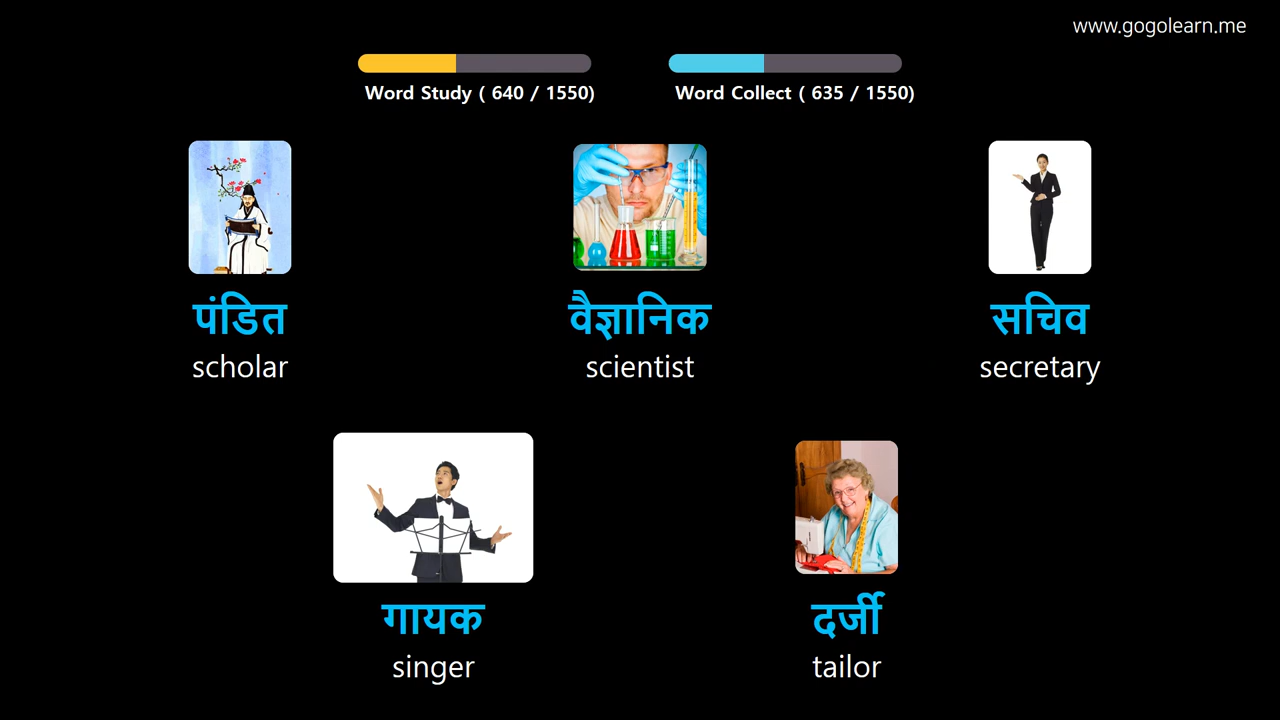 www.gogolearn.me
Word Study ( 640 / 1550)
Word Collect ( 635 / 1550)
पंडित
scholar
वैज्ञानिक
scientist
सचिव
secretary
गायक
singer
दर्जी
tailor